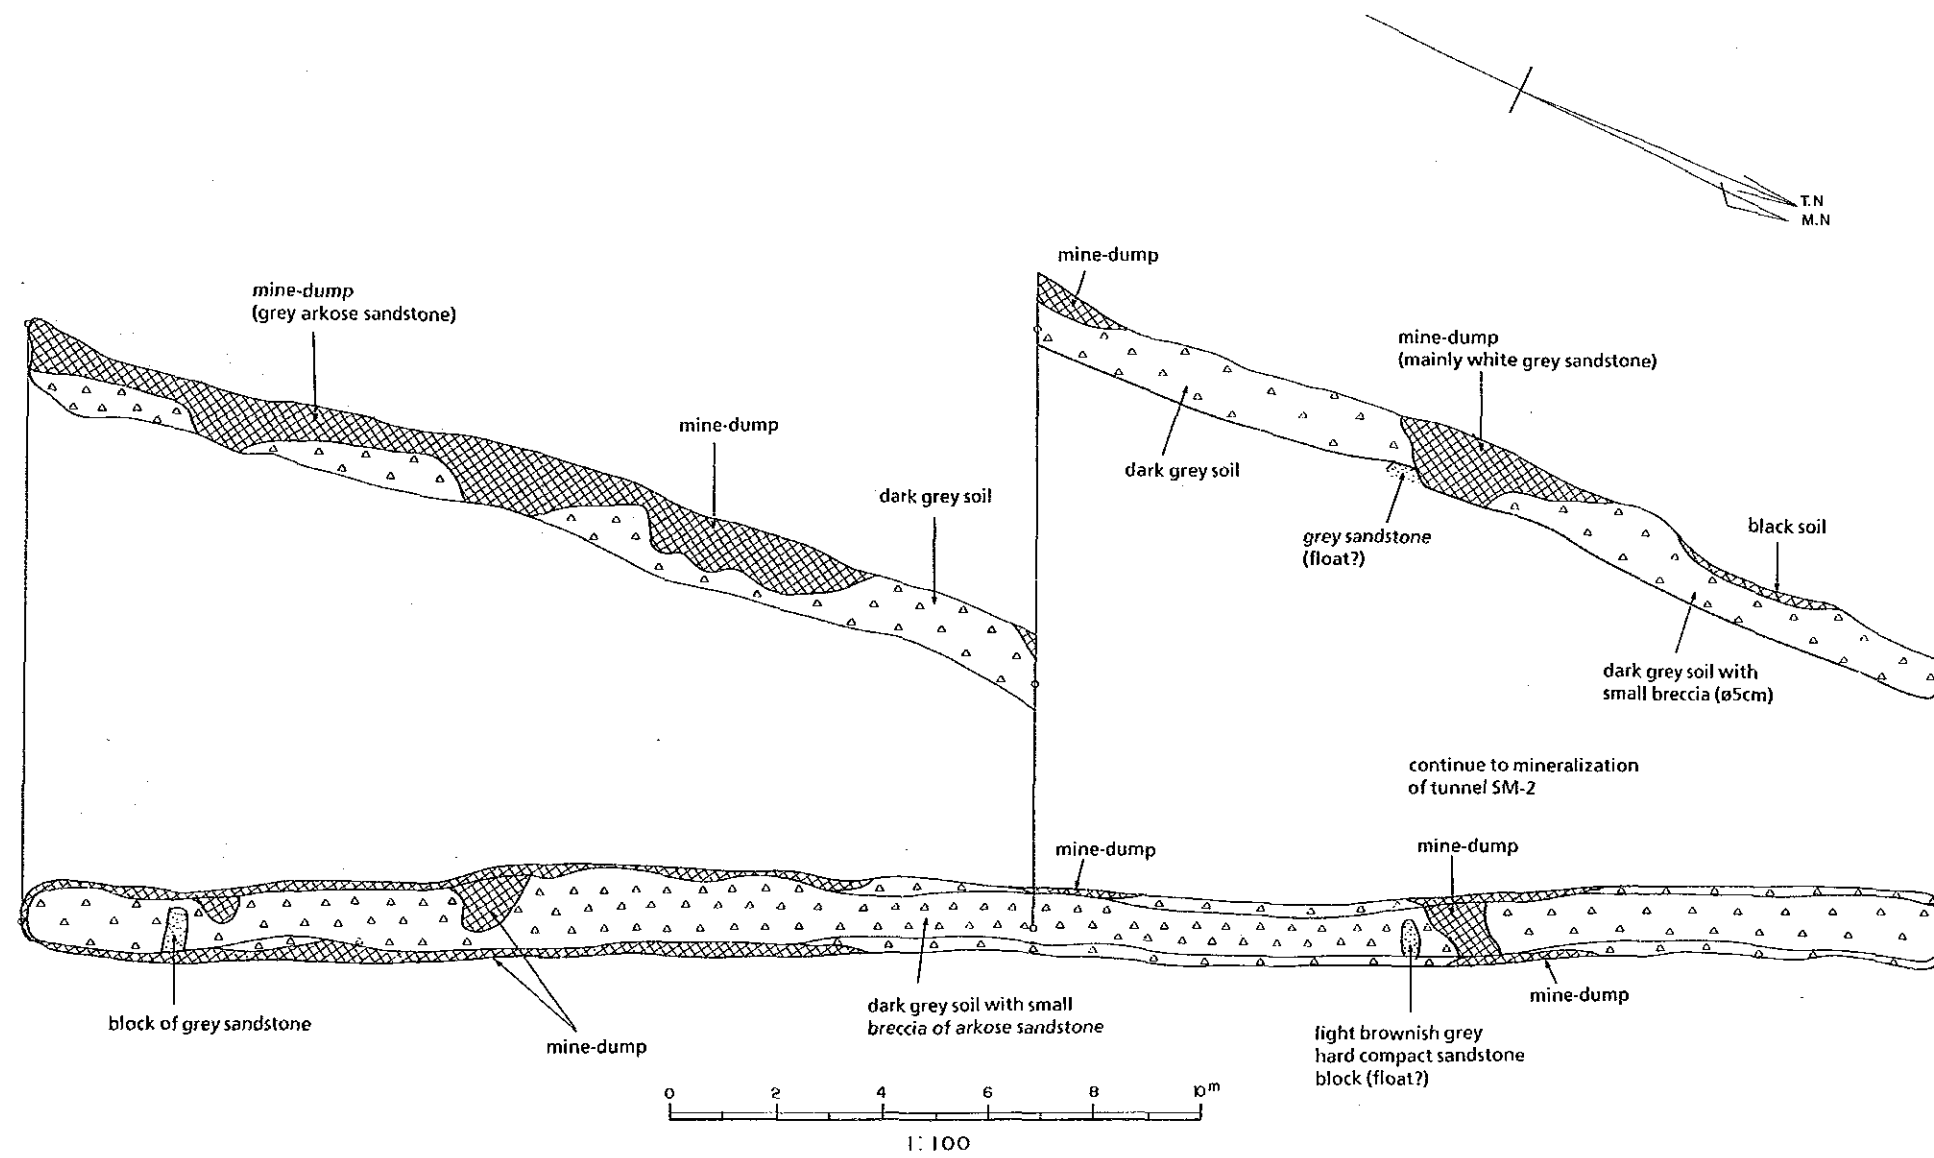 T.N
M.N
mine-dump
mine-dump
(grey arkose sandstone)
mine-dump
(mainly white grey sandstone)
mine-dump
dark grey soil
dark grey soil
grey sandstone
(float?)
black soil
dark grey soil with
small breccia (ø5cm)
continue to mineralization
of tunnel SM-2
mine-dump
mine-dump
block of grey sandstone
mine-dump
dark grey soil with small
breccia of arkose sandstone
mine-dump
light brownish grey
hard compact sandstone
block (float?)
0 2 4 6 8 10m
1:100